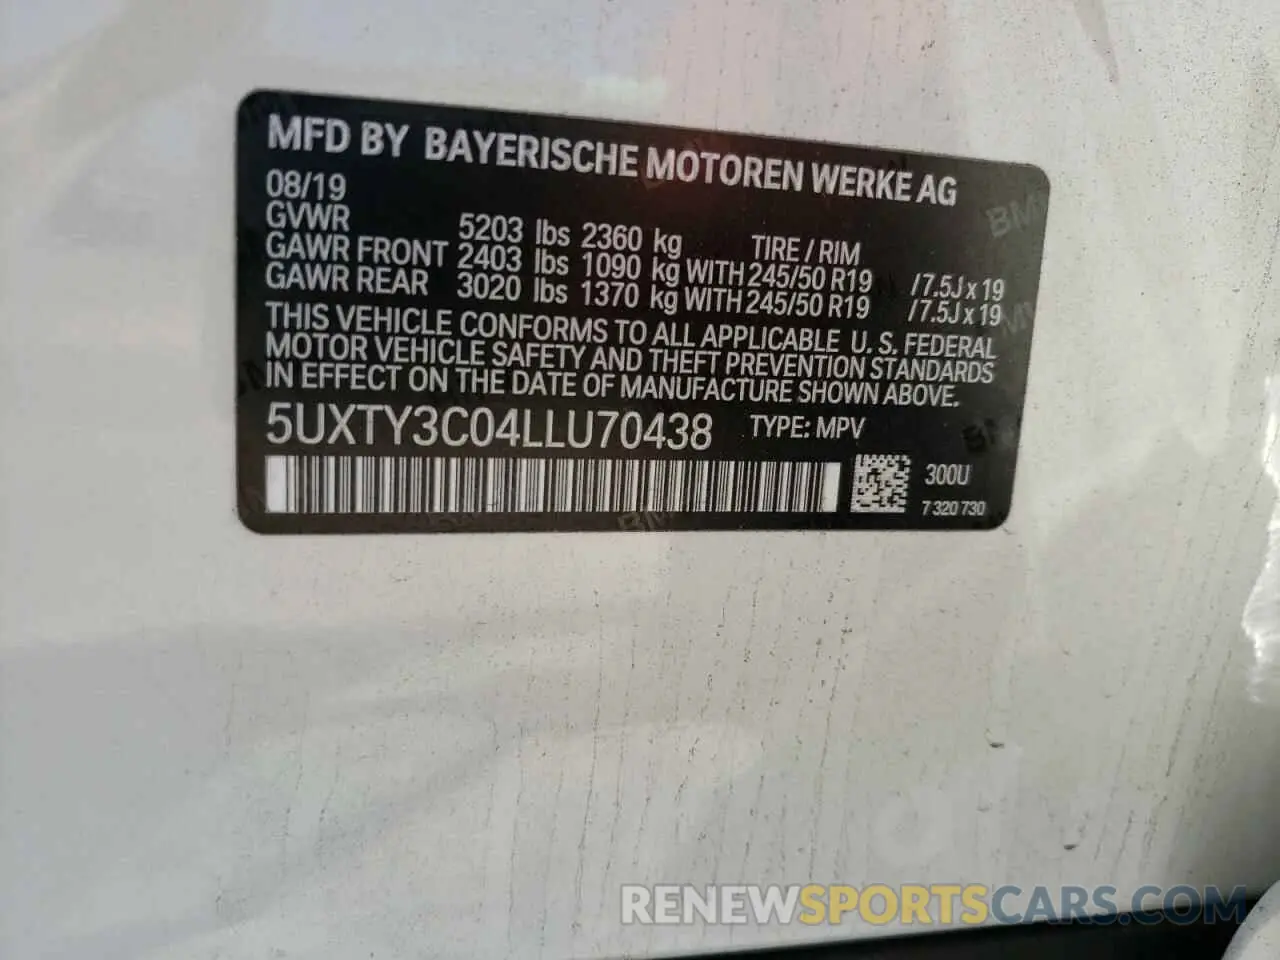 MFD BY BAYERISCHE MOTOREN WERKE AG
08/19
GVWR 5203 lbs 2360 kg TIRE / RIM
GAWR FRONT 2403 lbs 1090 kg WITH 245/50 R19 /7.5J x 19
GAWR REAR 3020 lbs 1370 kg WITH 245/50 R19 /7.5J x 19
THIS VEHICLE CONFORMS TO ALL APPLICABLE U. S. FEDERAL
MOTOR VEHICLE SAFETY AND THEFT PREVENTION STANDARDS
IN EFFECT ON THE DATE OF MANUFACTURE SHOWN ABOVE.
5UXTY3C04LLU70438 TYPE: MPV
300U
7 320 730
RENEWSPORTSCARS.COM